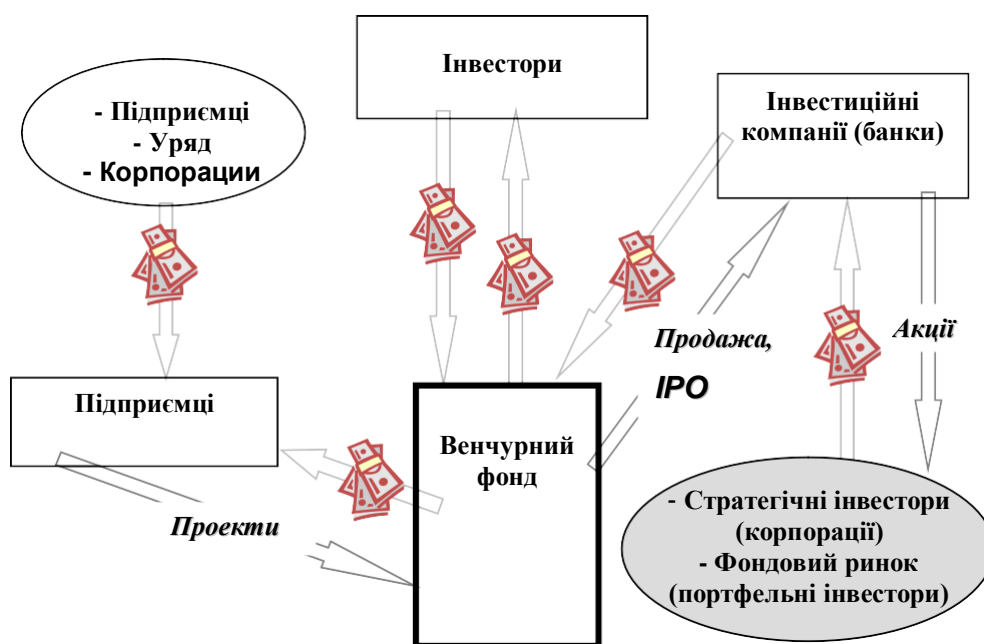 Інвестори
- Підприємці
- Уряд
- Корпорации
Інвестиційні
компанії (банки)
Продажа,
IPO
Акції
Підприємці
Венчурний
фонд
Проекти
- Стратегічні інвестори
(корпорації)
- Фондовий ринок
(портфельні інвестори)